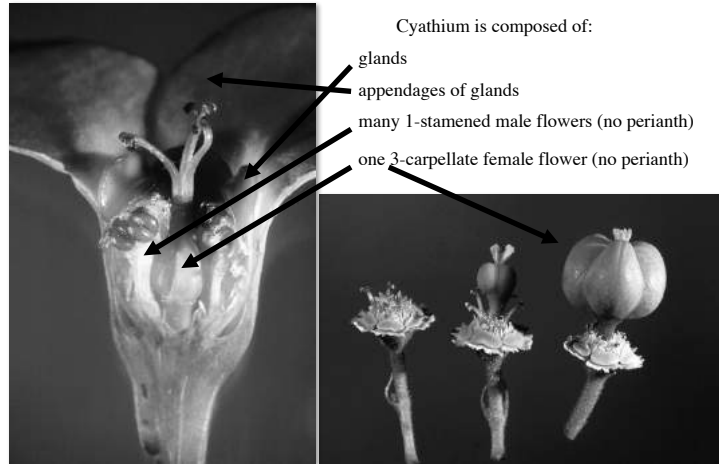 Cyathium is composed of:
glands
appendages of glands
many 1-stamened male flowers (no perianth)
one 3-carpellate female flower (no perianth)